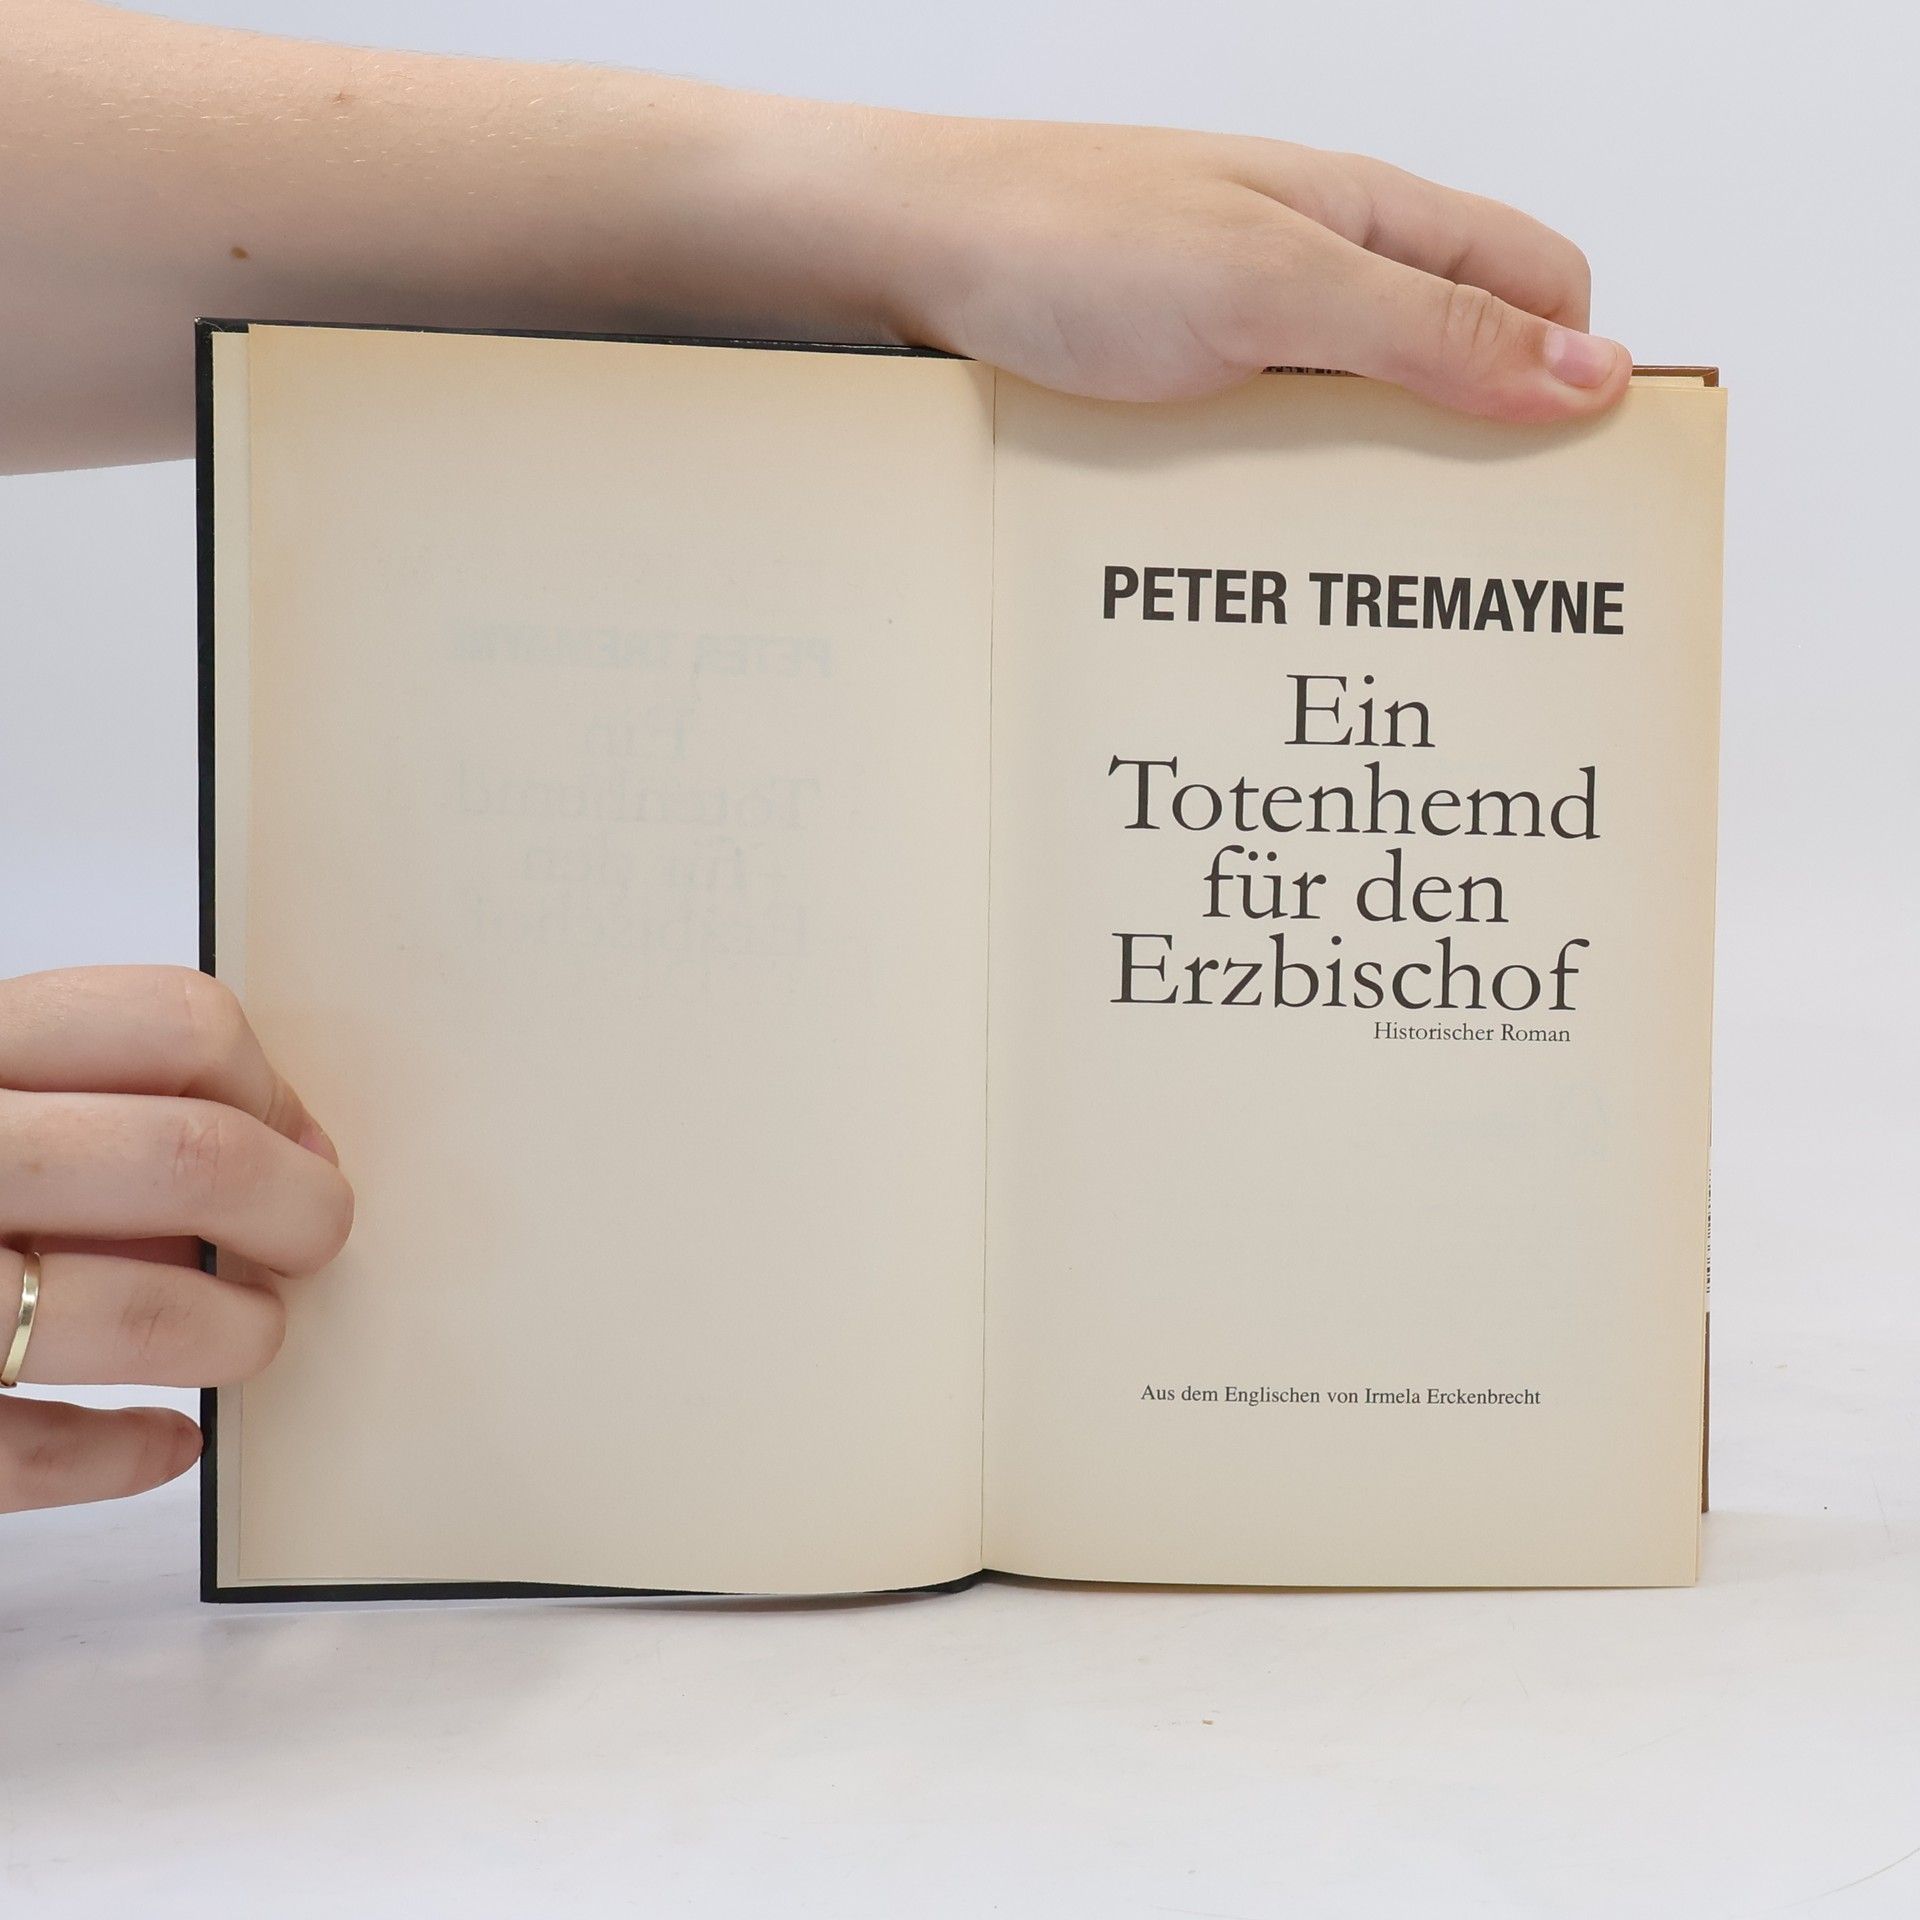 PETER TREMAYNE
Ein
Totenhemd
für den
Erzbischof
Historischer Roman
Aus dem Englischen von Irmela Erckenbrecht